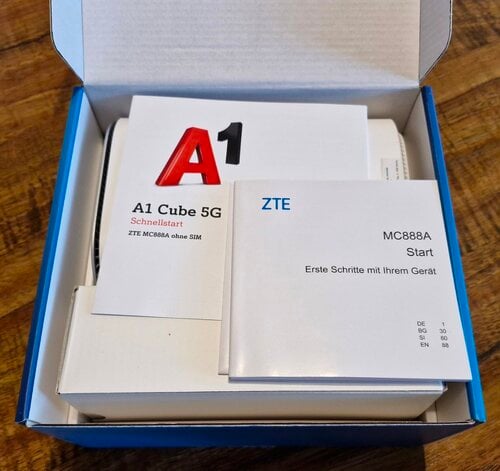 A1
A1 Cube 5G
Schnellstart
ZTE MC888A ohne SIM
ZTE
MC888A
Start
Erste Schritte mit Ihrem Gerät
DE 1
BG 30
SI 60
EN 88